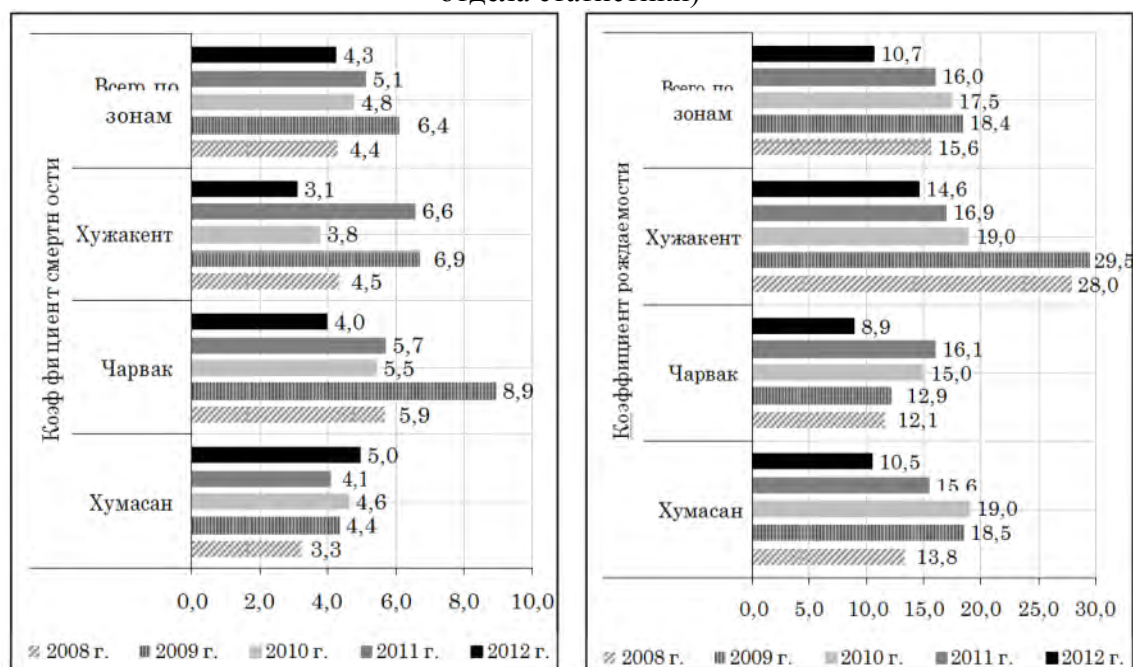 отдела статистики)
Коэф фициент смертн ости
Всего по
зонам
4,3
5,1
4,8
6,4
4,4
Хужакент
3,1
6,6
3,8
6,9
4,5
Чарвак
4,0
5,7
5,5
8,9
5,9
Хумасан
5,0
4,1
4,6
4,4
3,3
0,0 2,0 4,0 6,0 8,0 10,0
2008 г. 2009 г. 2010 г. 2011 г. 2012 г.
Коэффициент рождаемости
Всего по
зонам
10,7
16,0
17,5
18,4
15,6
Хужакент
14,6
16,9
19,0
29,5
28,0
Чарвак
8,9
16,1
15,0
12,9
12,1
Хумасан
10,5
15,6
19,0
18,5
13,8
0,0 5,0 10,0 15,0 20,0 25,0 30,0
2008 г. 2009 г. 2010 г. 2011 г. 2012 г.